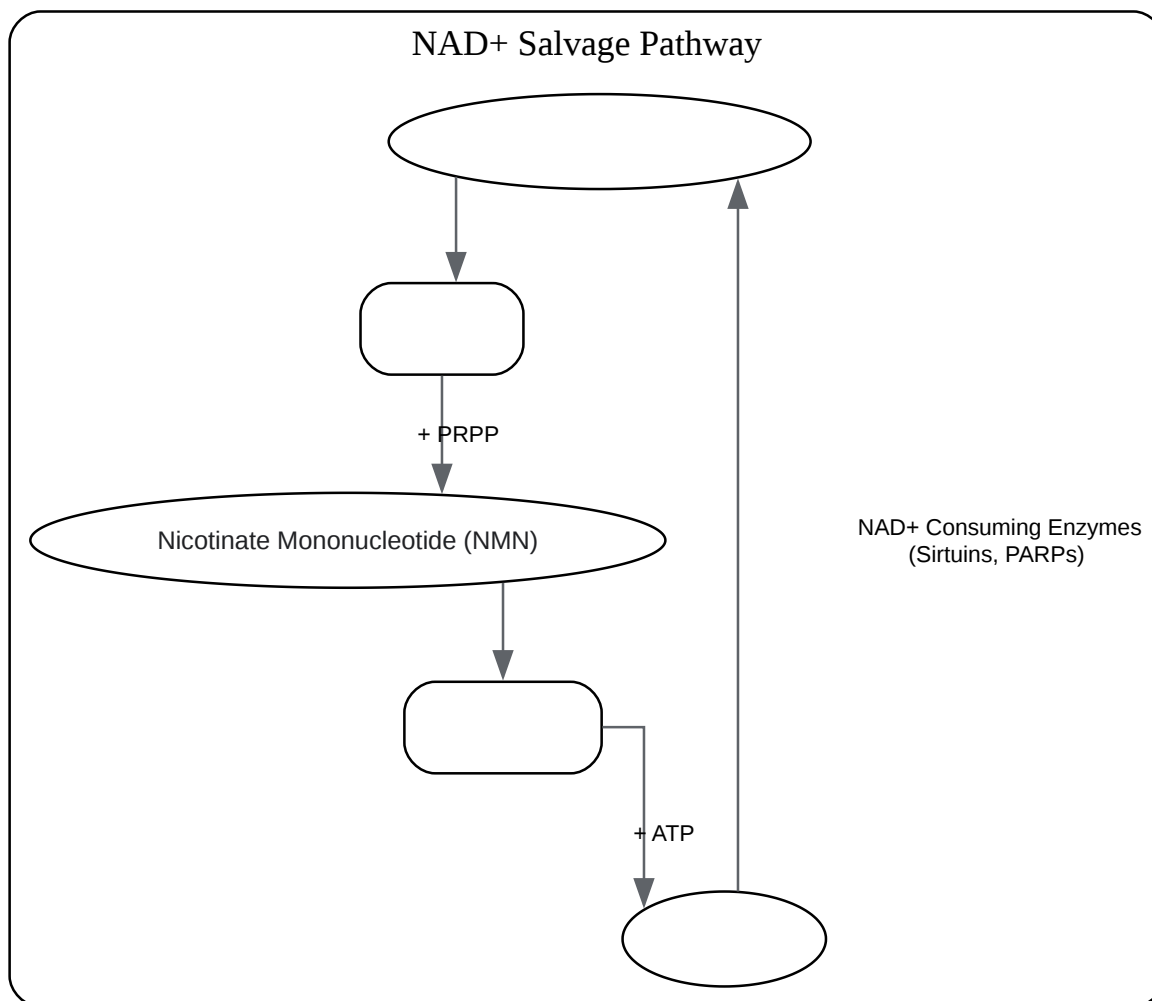 NAD+ Salvage Pathway
+ PRPP
Nicotinate Mononucleotide (NMN)
NAD+ Consuming Enzymes
(Sirtuins, PARPs)
+ ATP